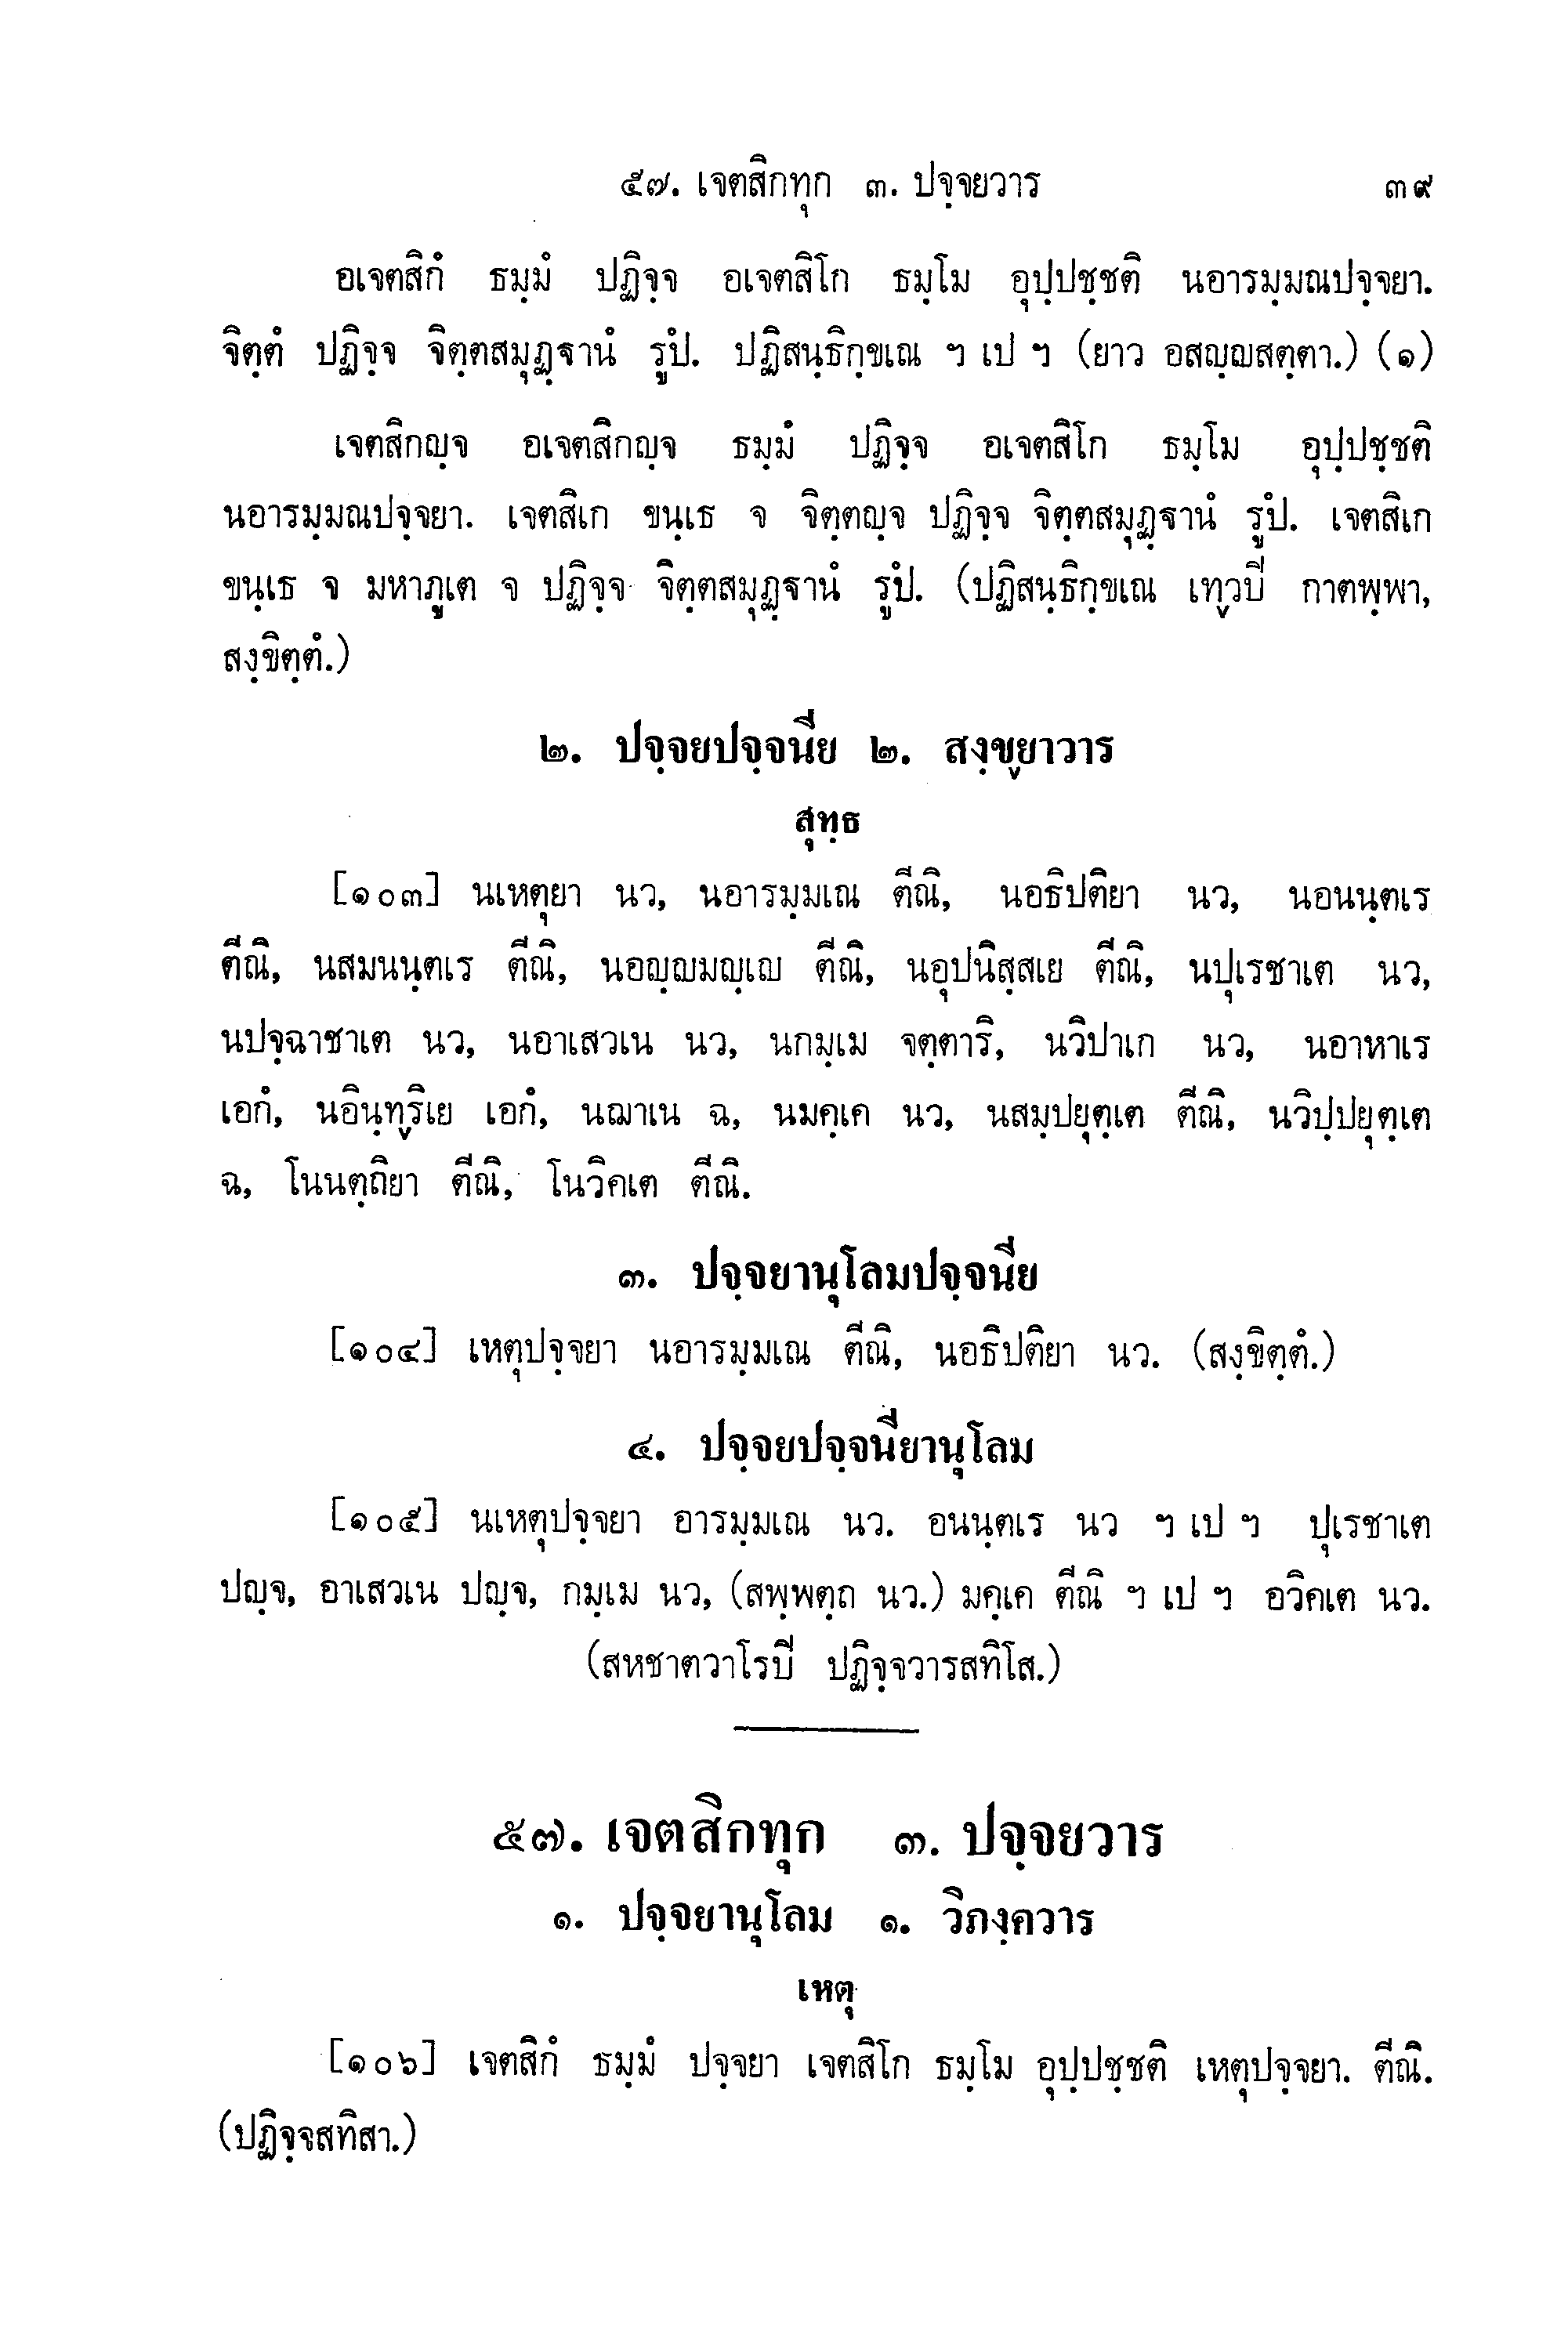 ๕๗. เจตสิกทุก ๓. ปจฺจยวาร ๓๙
อเจตสิกํ ธมฺมํ ปฏิจฺจ อเจตสิโก ธมฺโม อุปฺปชฺชติ นอารมฺมณปจฺจยา.
จิตฺตํ ปฏิจฺจ จิตฺตสมุฏฺฐานํ รูปํ. ปฏิสนฺธิกฺขเณ ฯ เป ฯ (ยาว อสญฺญสตฺตา.) (๑)
เจตสิกญฺจ อเจตสิกญฺจ ธมฺมํ ปฏิจฺจ อเจตสิโก ธมฺโม อุปฺปชฺชติ
นอารมฺมณปจฺจยา. เจตสิเก ขนฺเธ จ จิตฺตญฺจ ปฏิจฺจ จิตฺตสมุฏฺฐานํ รูปํ. เจตสิเก
ขนฺเธ จ มหาภูเต จ ปฏิจฺจ จิตฺตสมุฏฺฐานํ รูปํ. (ปฏิสนฺธิกฺขเณ เทฺวปี กาตพฺพา,
สงฺขิตฺตํ.)
๒. ปจฺจยปจฺจนีย ๒. สงฺขฺยาวาร
สุทฺธ
[๑๐๓] นเหตุยา นว, นอารมฺมเณ ตีณิ, นอธิปติยา นว, นอนนฺตเร
ตีณิ, นสมนนฺตเร ตีณิ, นอญฺญมญฺเญ ตีณิ, นอุปนิสฺสเย ตีณิ, นปุเรชาเต นว,
นปจฺฉาชาเต นว, นอาเสวเน นว, นกมฺเม จตฺตาริ, นวิปาเก นว, นอาหาเร
เอกํ, นอินฺทฺริเย เอกํ, นฌาเน ฉ, นมคฺเค นว, นสมฺปยุตฺเต ตีณิ, นวิปฺปยุตฺเต
ฉ, โนนตฺถิยา ตีณิ, โนวิคเต ตีณิ.
๓. ปจฺจยานุโลมปจฺจนีย
[๑๐๔] เหตุปจฺจยา นอารมฺมเณ ตีณิ, นอธิปติยา นว. (สงฺขิตฺตํ.)
๔. ปจฺจยปจฺจนียานุโลม
[๑๐๕] นเหตุปจฺจยา อารมฺมเณ นว. อนนฺตเร นว ฯ เป ฯ ปุเรชาเต
ปญฺจ, อาเสวเน ปญฺจ, กมฺเม นว, (สพฺพตฺถ นว.) มคฺเค ตีณิ ฯ เป ฯ อวิคเต นว.
(สหชาตวาโรปี ปฏิจฺจวารสทิโส.)
๕๗. เจตสิกทุก ๓. ปจฺจยวาร
๑. ปจฺจยานุโลม ๑. วิภงฺควาร
เหตุ
[๑๐๖] เจตสิกํ ธมฺมํ ปจฺจยา เจตสิโก ธมฺโม อุปฺปชฺชติ เหตุปจฺจยา. ตีณิ.
(ปฏิจฺจสทิสา.)